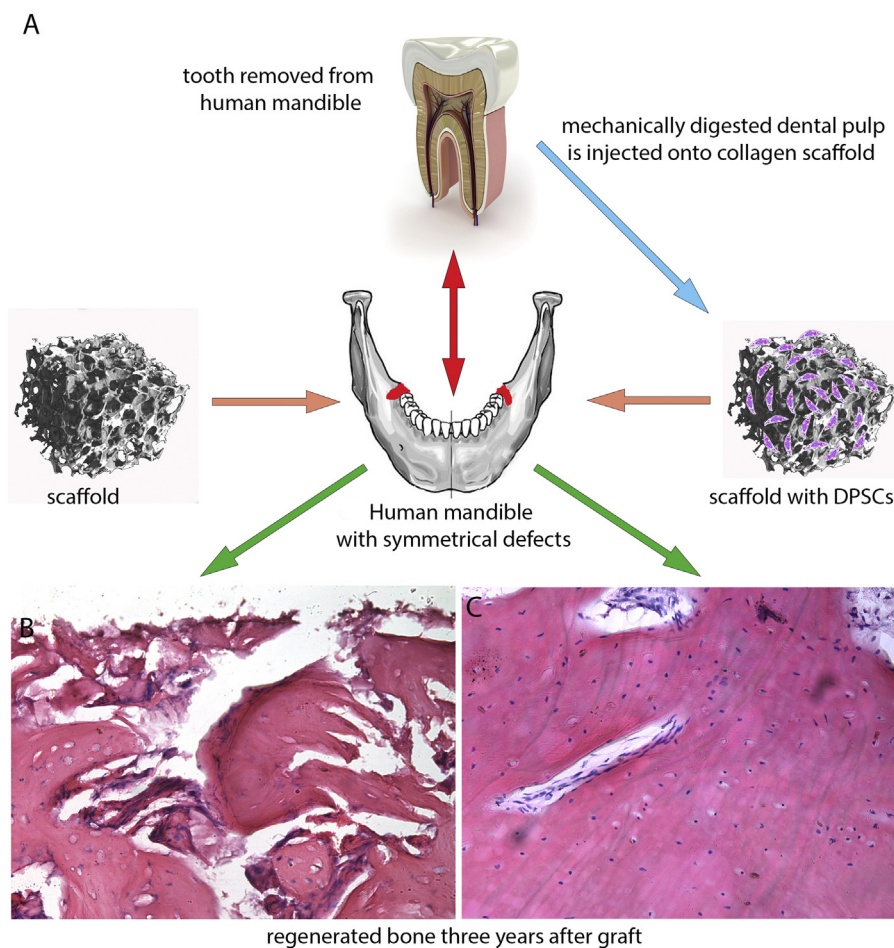 A
tooth removed from
human mandible
mechanically digested dental pulp
is injected onto collagen scaffold
scaffold
Human mandible
with symmetrical defects
scaffold with DPSCs
B
C
regenerated bone three years after graft